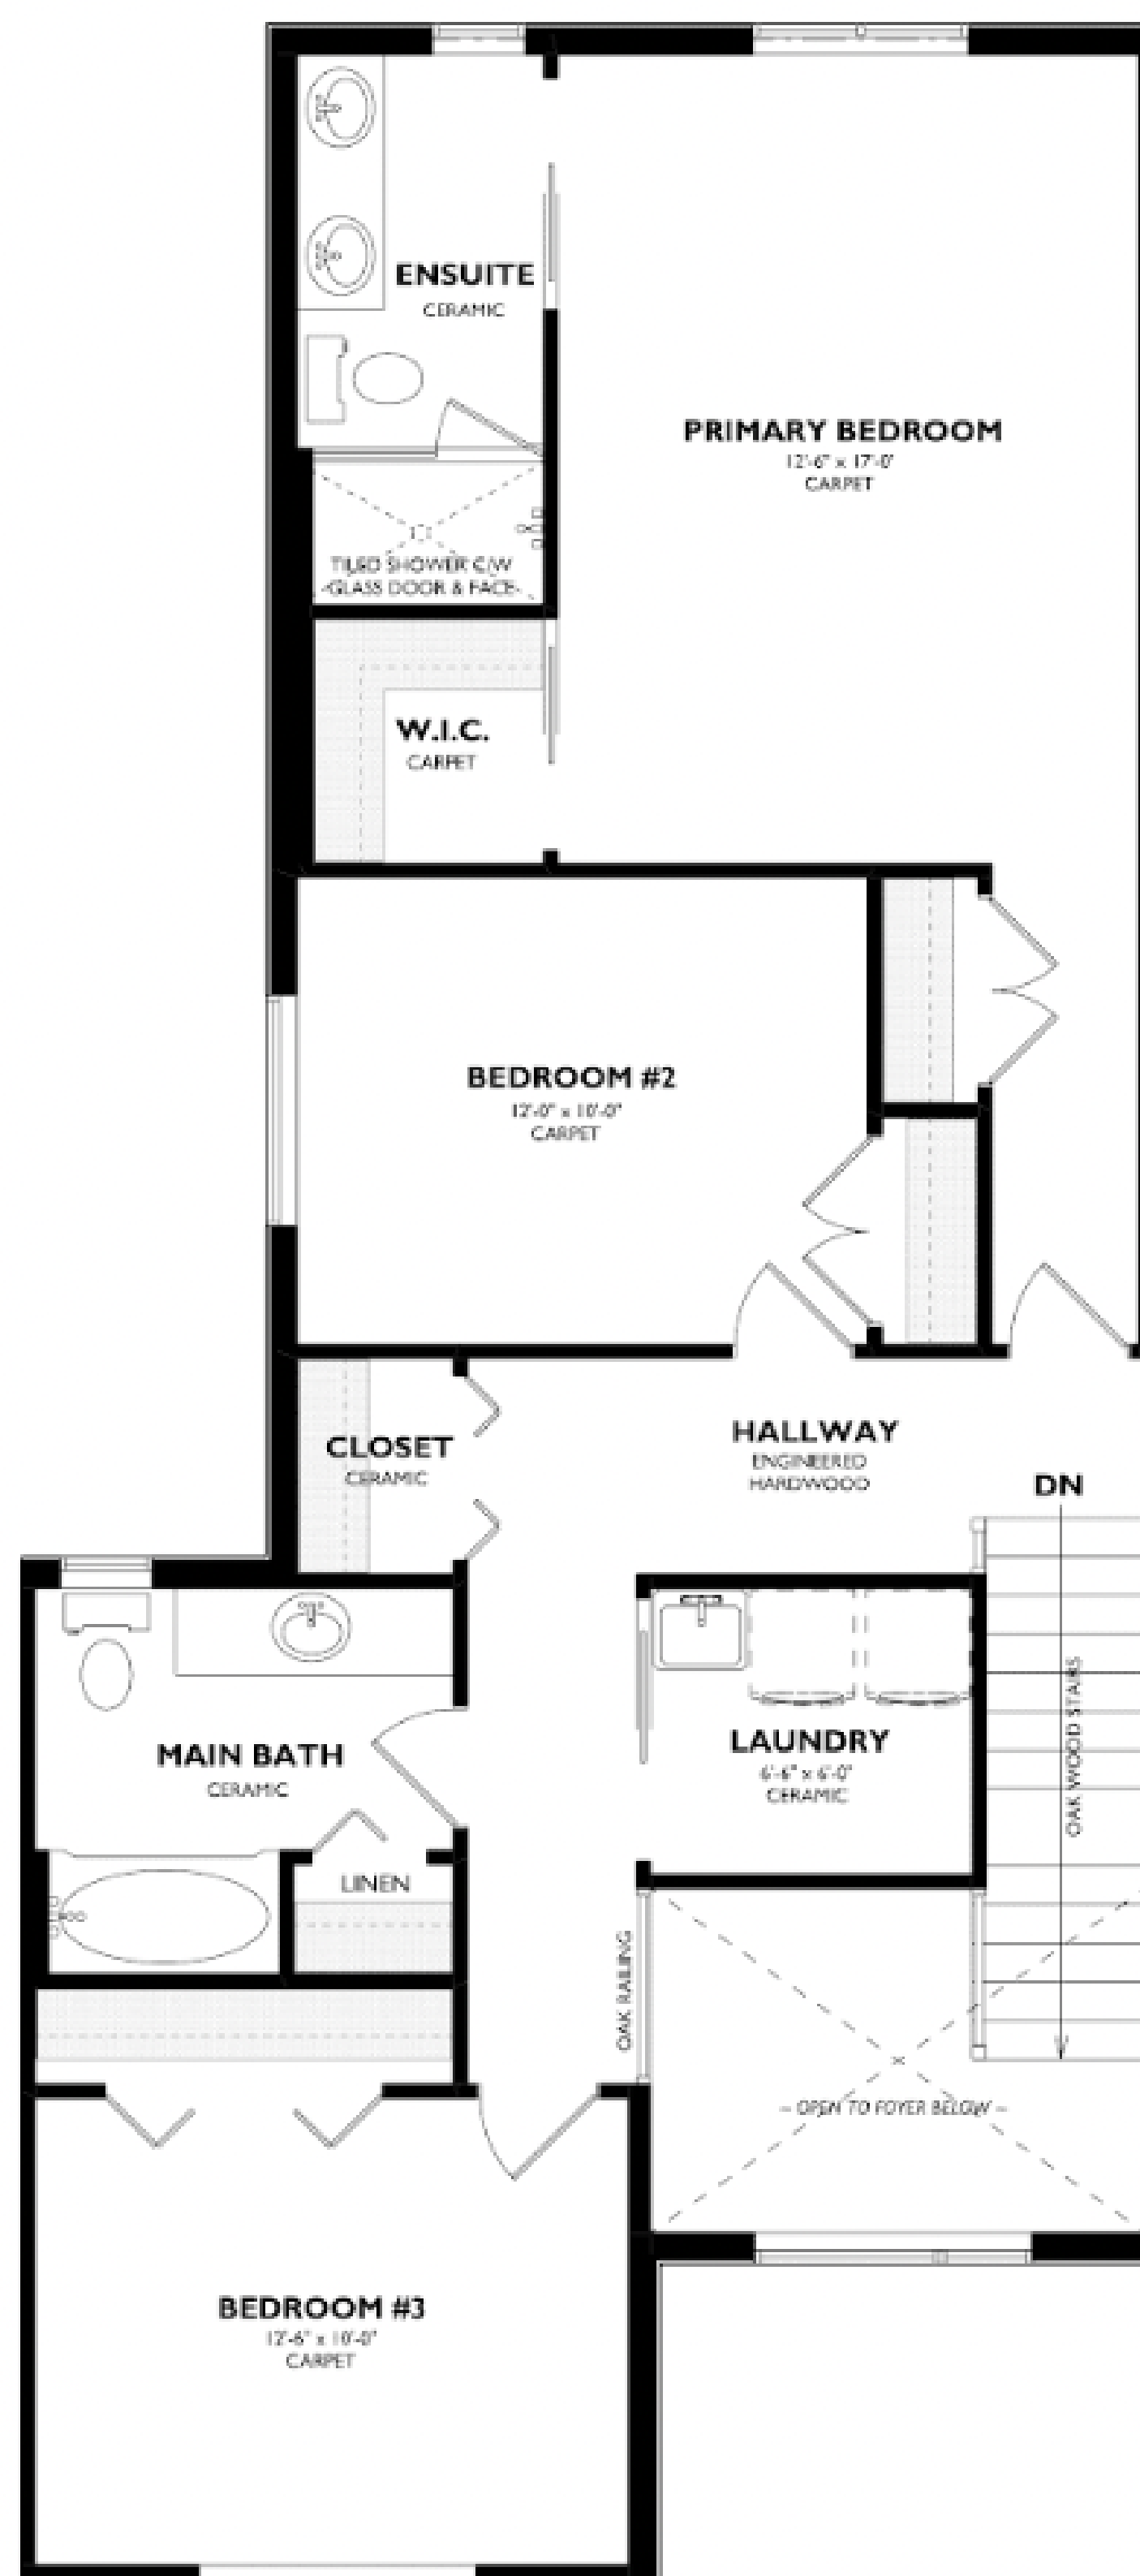 ENSUITE
CERAMIC
PRIMARY BEDROOM
12'-6" x 17'-0"
CARPET
TILED SHOWER C/W
GLASS DOOR & FACE
W.I.C.
CARPET
BEDROOM #2
12'-0" x 10'-0"
CARPET
CLOSET
CERAMIC
HALLWAY
ENGINEERED
HARDWOOD
DN
OAK WOOD STAIRS
MAIN BATH
CERAMIC
LAUNDRY
6'-6" x 6'-0"
CERAMIC
LINEN
OAK RAILING
– OPEN TO FOYER BELOW –
BEDROOM #3
12'-6" x 10'-0"
CARPET